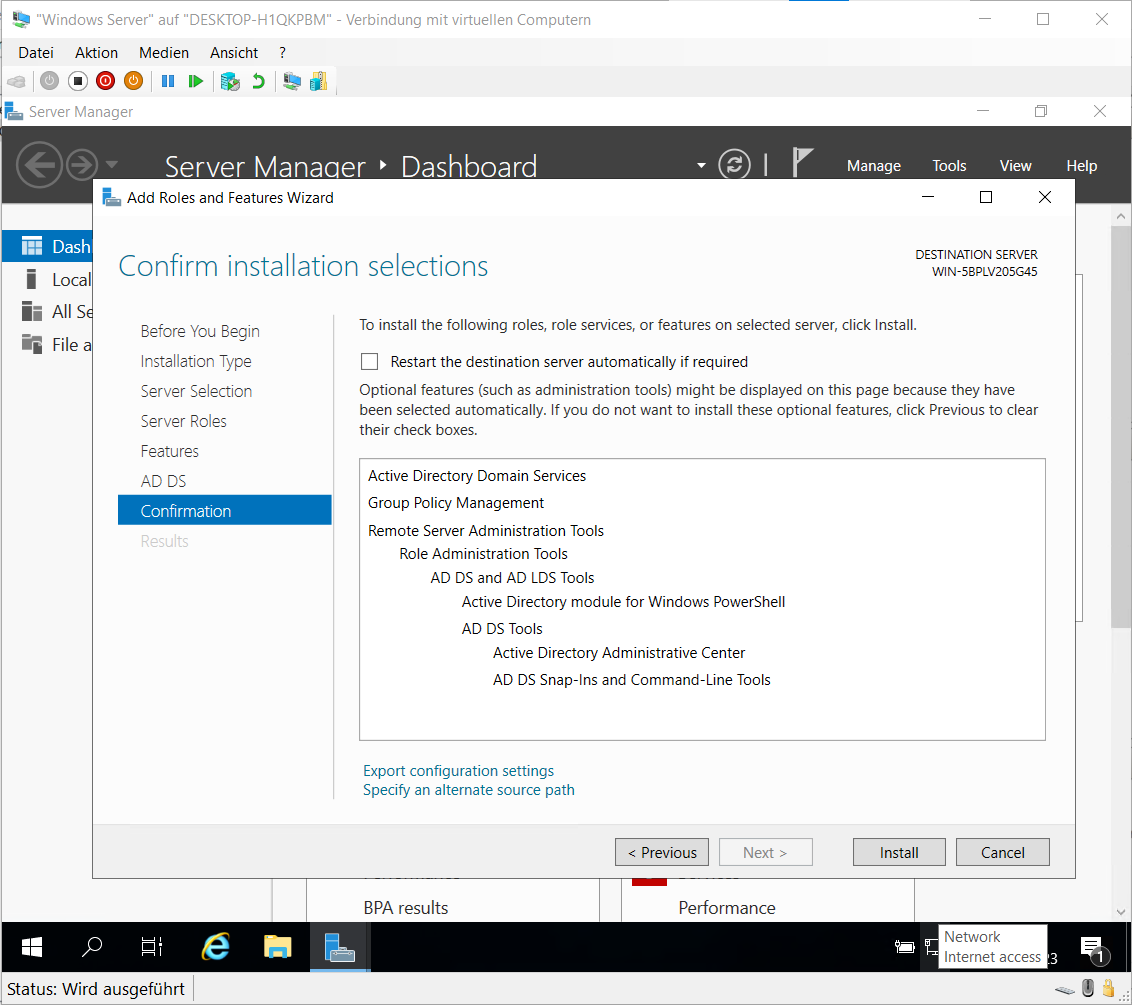 "Windows Server" auf "DESKTOP-H1QKPBM" - Verbindung mit virtuellen Computern
Datei Aktion Medien Ansicht ?
Server Manager
Server Manager Dashboard
Manage Tools View Help
Add Roles and Features Wizard
Dash
Local
All Se
File a
Confirm installation selections
DESTINATION SERVER
WIN-5BPLV205G45
Before You Begin
Installation Type
Server Selection
Server Roles
Features
AD DS
Confirmation
Results
To install the following roles, role services, or features on selected server, click Install.
Restart the destination server automatically if required
Optional features (such as administration tools) might be displayed on this page because they have
been selected automatically. If you do not want to install these optional features, click Previous to clear
their check boxes.
Active Directory Domain Services
Group Policy Management
Remote Server Administration Tools
Role Administration Tools
AD DS and AD LDS Tools
Active Directory module for Windows PowerShell
AD DS Tools
Active Directory Administrative Center
AD DS Snap-Ins and Command-Line Tools
Export configuration settings
Specify an alternate source path
< Previous Next > Install Cancel
BPA results
Performance
Network
Internet access
23
1
Status: Wird ausgeführt